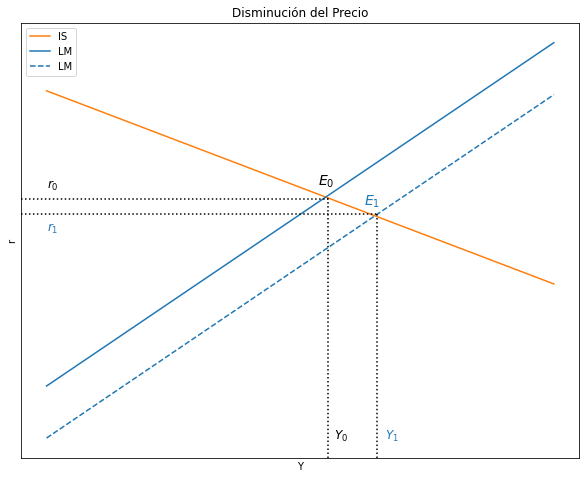 Disminución del Precio
IS
LM
LM
E₀
r₀
E₁
r₁
r
Y₀
Y₁
Y